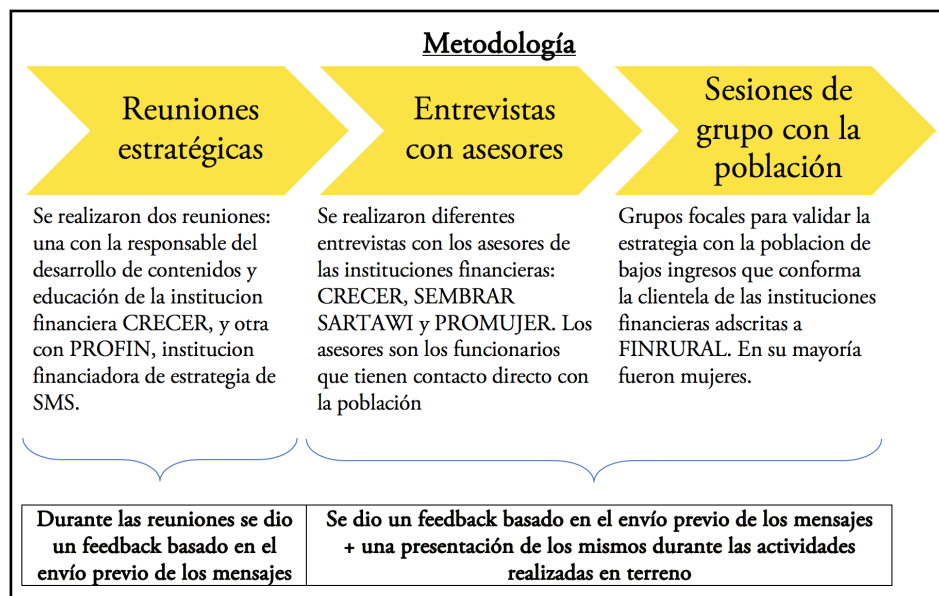 Metodología
Reuniones
estratégicas
Se realizaron dos reuniones:
una con la responsable del
desarrollo de contenidos y
educación de la institucion
financiera CRECER, y otra
con PROFIN, institucion
financiadora de estrategia de
SMS.
Entrevistas
con asesores
Se realizaron diferentes
entrevistas con los asesores de
las instituciones financieras:
CRECER, SEMBRAR
SARTAWI y PROMUJER. Los
asesores son los funcionarios
que tienen contacto directo con
la población
Sesiones de
grupo con la
población
Grupos focales para validar la
estrategia con la poblacion de
bajos ingresos que conforma
la clientela de las instituciones
financieras adscritas a
FINRURAL. En su mayoría
fueron mujeres.
Durante las reuniones se dio
un feedback basado en el
envío previo de los mensajes
Se dio un feedback basado en el envío previo de los mensajes
+ una presentación de los mismos durante las actividades
realizadas en terreno